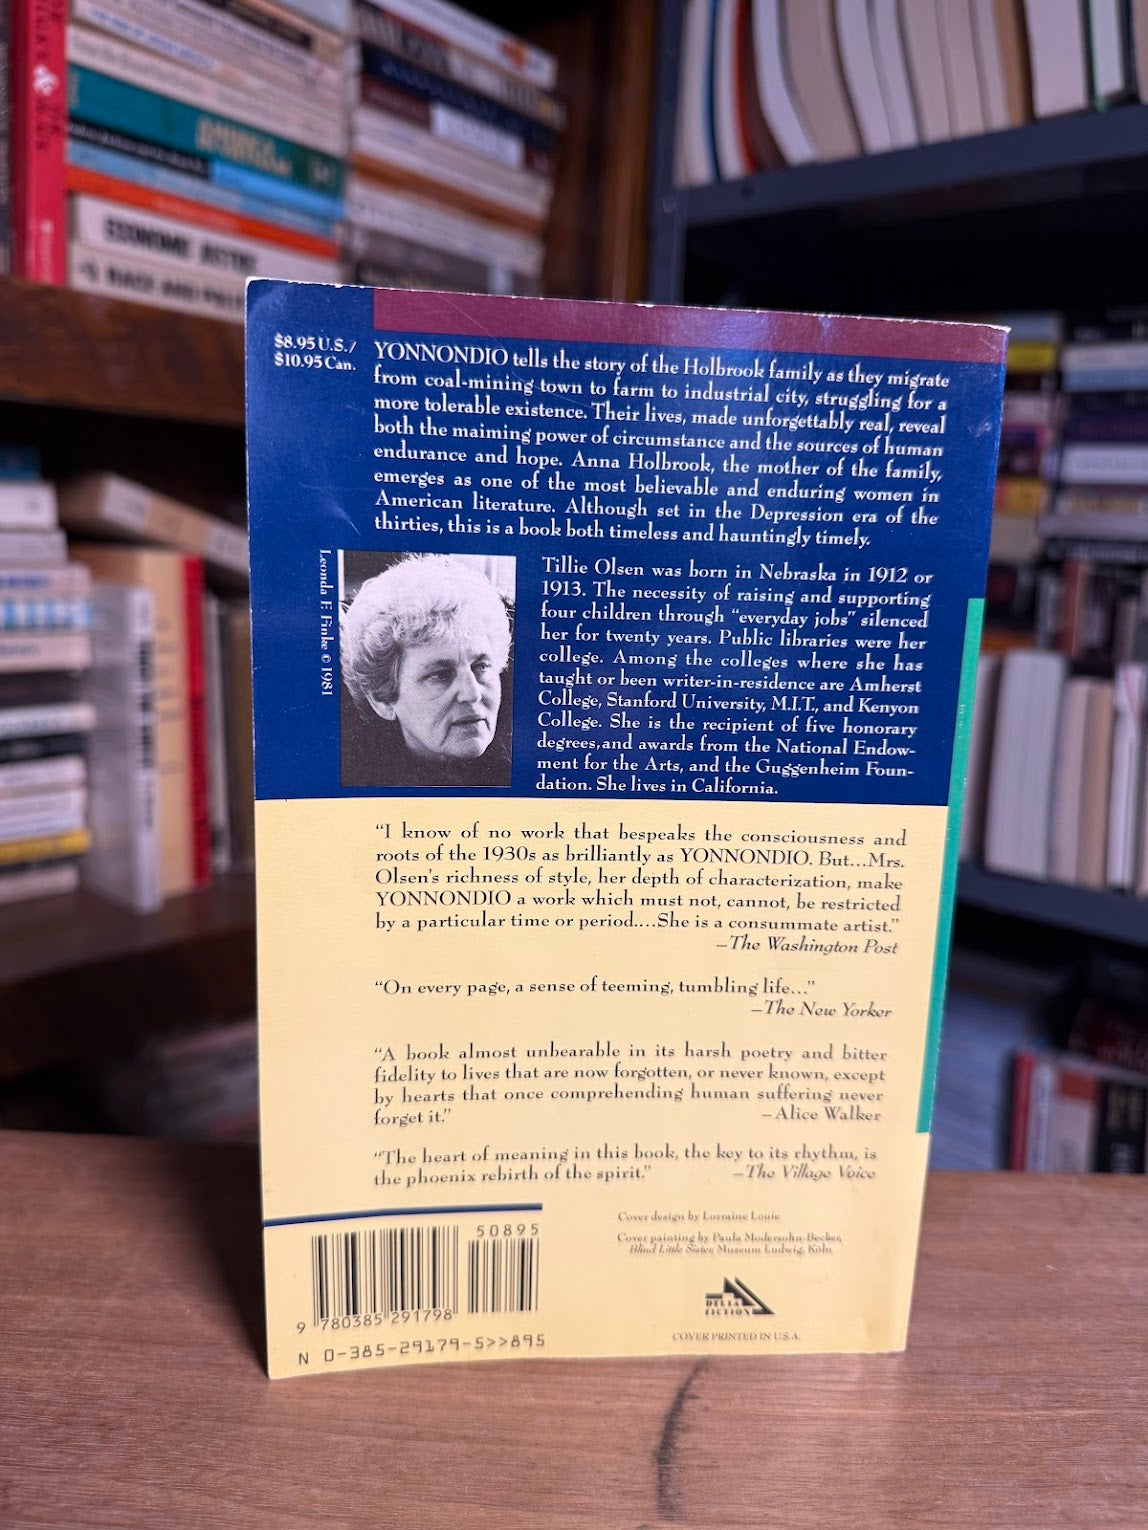 ECONOMIC JUSTICE
$8.95 U.S./
$10.95 Can.
YONNONDIO tells the story of the Holbrook family as they migrate
from coal-mining town to farm to industrial city, struggling for a
more tolerable existence. Their lives, made unforgettably real, reveal
both the maiming power of circumstance and the sources of human
endurance and hope. Anna Holbrook, the mother of the family,
emerges as one of the most believable and enduring women in
American literature. Although set in the Depression era of the
thirties, this is a book both timeless and hauntingly timely.
Leonda F. Finke © 1981
Tillie Olsen was born in Nebraska in 1912 or
1913. The necessity of raising and supporting
four children through “everyday jobs” silenced
her for twenty years. Public libraries were her
college. Among the colleges where she has
taught or been writer-in-residence are Amherst
College, Stanford University, M.I.T., and Kenyon
College. She is the recipient of five honorary
degrees, and awards from the National Endow-
ment for the Arts, and the Guggenheim Foun-
dation. She lives in California.
“I know of no work that bespeaks the consciousness and
roots of the 1930s as brilliantly as YONNONDIO. But...Mrs.
Olsen's richness of style, her depth of characterization, make
YONNONDIO a work which must not, cannot, be restricted
by a particular time or period....She is a consummate artist.”
–The Washington Post
“On every page, a sense of teeming, tumbling life...”
–The New Yorker
“A book almost unbearable in its harsh poetry and bitter
fidelity to lives that are now forgotten, or never known, except
by hearts that once comprehending human suffering never
forget it.” –Alice Walker
“The heart of meaning in this book, the key to its rhythm, is
the phoenix rebirth of the spirit.” –The Village Voice
Cover design by Lorraine Louie
Cover painting by Paula Modersohn-Becker,
Blind Little Sister, Museum Ludwig, Köln
DELTA
FICTION
COVER PRINTED IN U.S.A.
50895
9 780385 291798
N 0-385-29179-5>>895